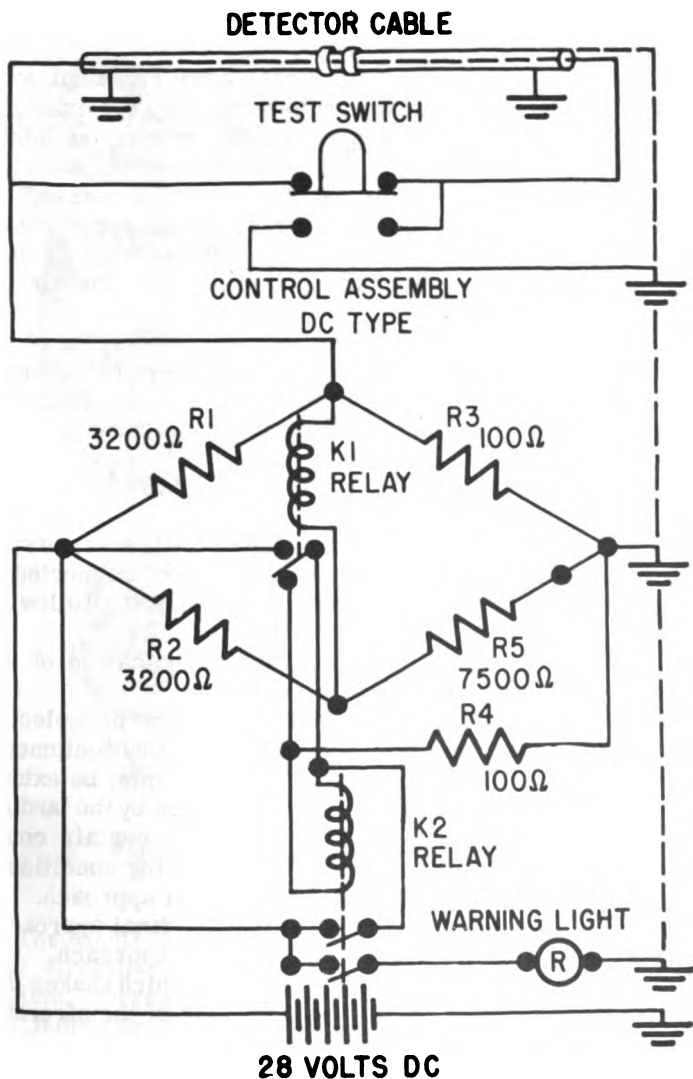 DETECTOR CABLE
TEST SWITCH
CONTROL ASSEMBLY
DC TYPE
R1
3200Ω
R3
100Ω
K1
RELAY
R2
3200Ω
R5
7500Ω
R4
100Ω
K2
RELAY
WARNING LIGHT
R
28 VOLTS DC